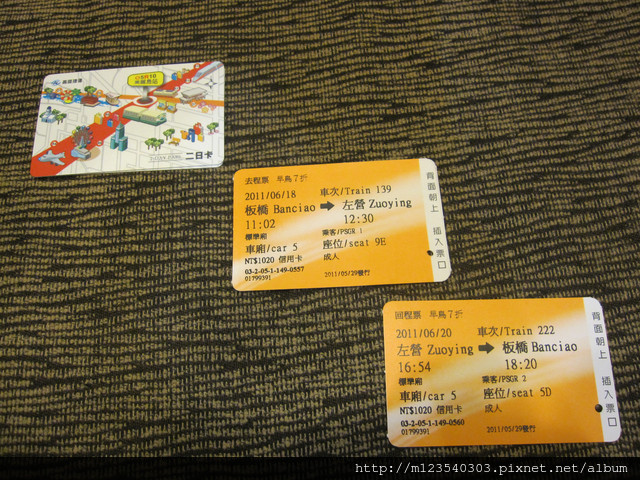 高雄捷運
二日卡
去程票 早鳥7折
2011/06/18 車次/Train 139
板橋 Banciao ➡ 左營 Zuoying
11:02 12:30
標準廂 乘客/PSGR 1
車廂/car 5 座位/seat 9E
NT$1020 信用卡 成人
03-2-05-1-149-0557
01799391 2011/05/29發行
背面朝上 插入票口
回程票 早鳥7折
2011/06/20 車次/Train 222
左營 Zuoying ➡ 板橋 Banciao
16:54 18:20
標準廂 乘客/PSGR 2
車廂/car 5 座位/seat 5D
NT$1020 信用卡 成人
03-2-05-1-149-0560
01799391 2011/05/29發行
背面朝上 插入票口
http://m123540303.pixnet.net/album